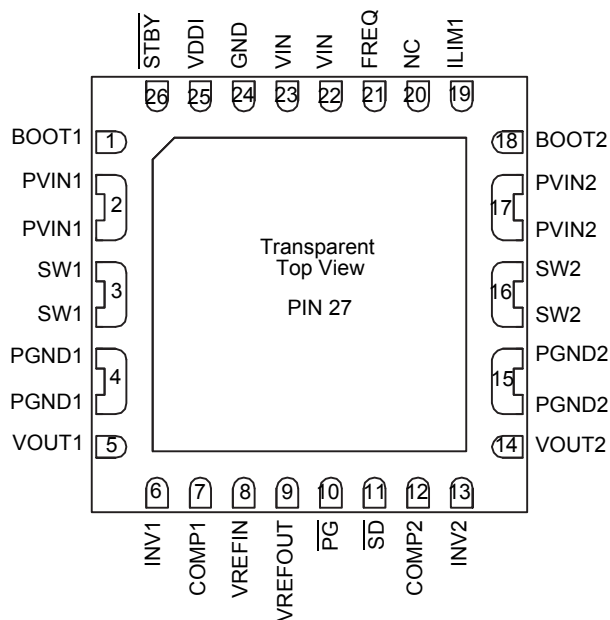 STBY
VDDI
GND
VIN
VIN
FREQ
NC
ILIM1
26
25
24
23
22
21
20
19
BOOT1
1
18
BOOT2
PVIN1
2
PVIN1
PVIN2
17
PVIN2
SW1
3
SW1
SW2
16
SW2
PGND1
4
PGND1
PGND2
15
PGND2
VOUT1
5
14
VOUT2
Transparent
Top View
PIN 27
6
7
8
9
10
11
12
13
INV1
COMP1
VREFIN
VREFOUT
PG
SD
COMP2
INV2